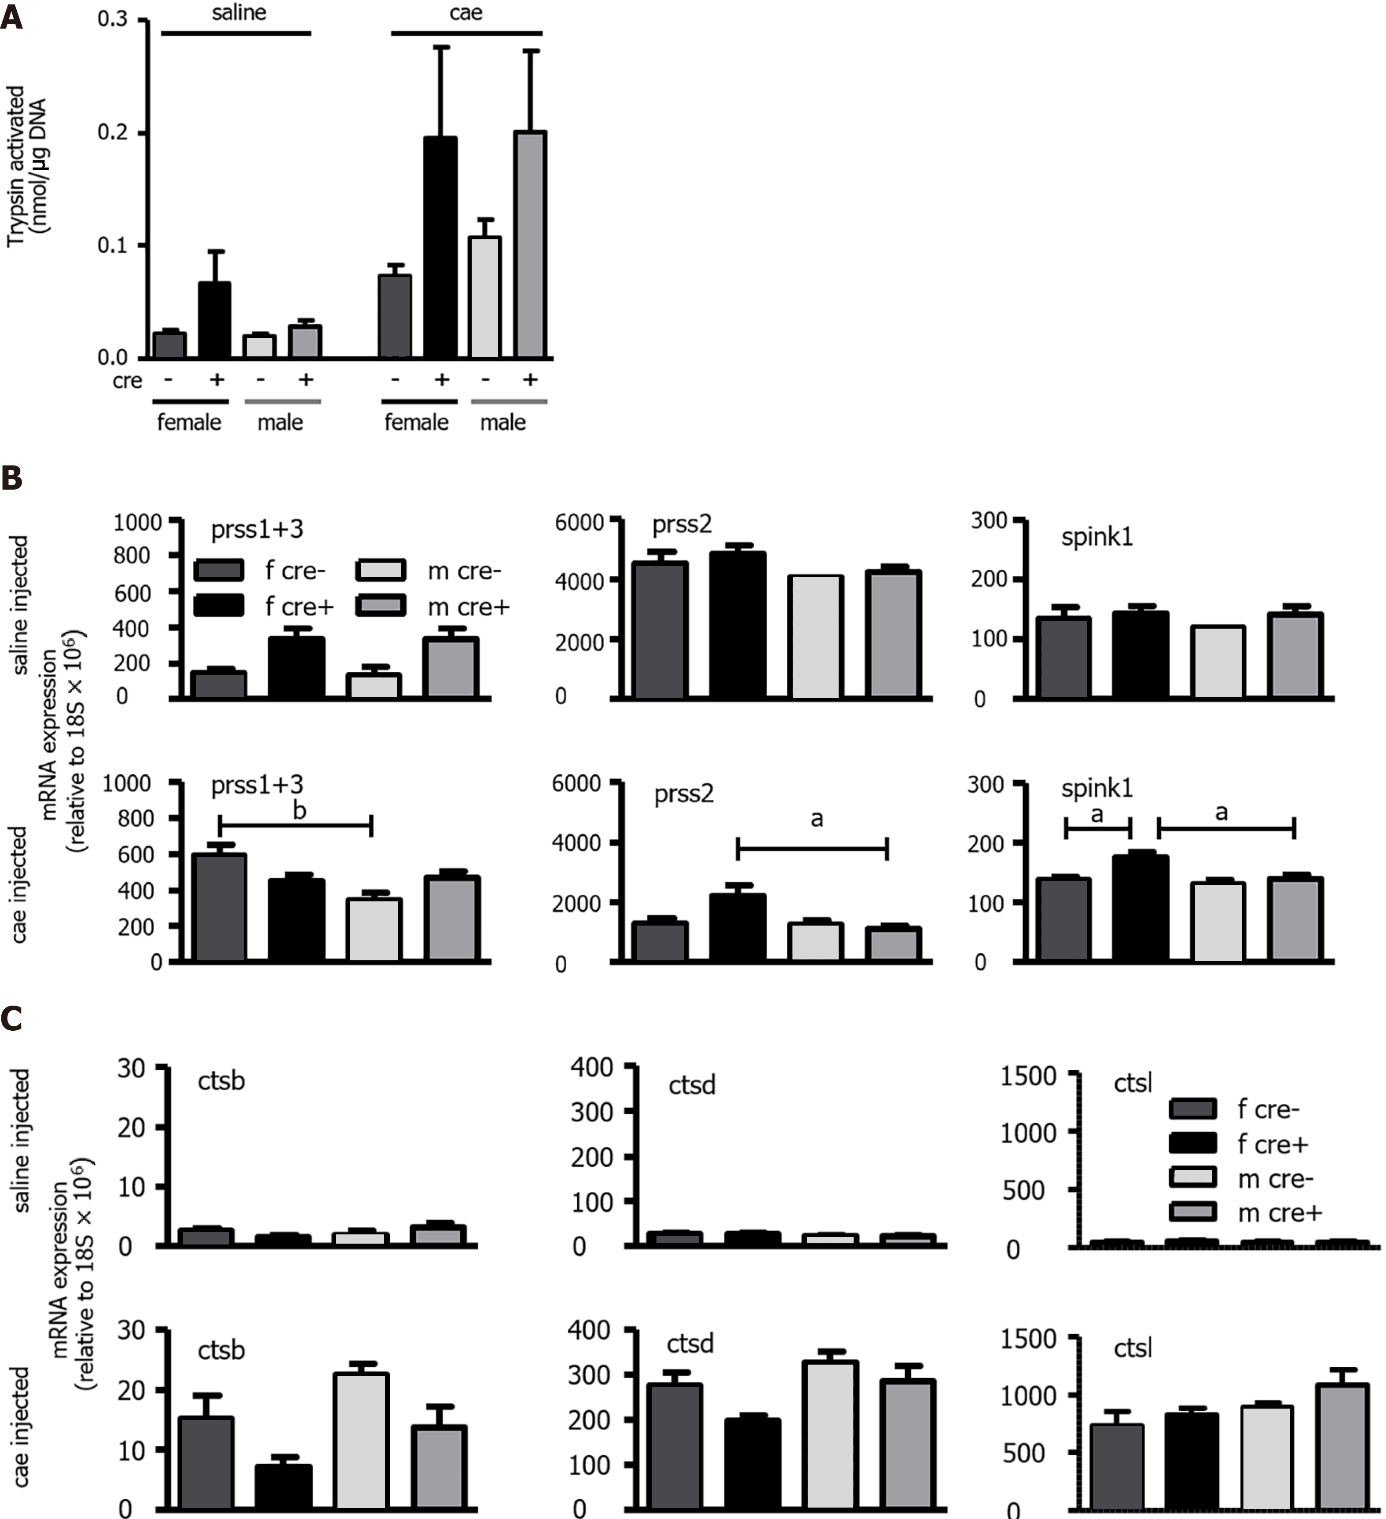 A
saline
cae
Trypsin activated
(nmol/µg DNA
0.3
0.2
0.1
0.0
cre - + - + - + - +
female male female male
B
saline injected
cae injected
mRNA expression
(relative to 18S × 10⁶)
prss1+3
1000
800
600
400
200
0
f cre- m cre-
f cre+ m cre+
prss2
6000
4000
2000
0
spink1
300
200
100
0
prss1+3
b
1000
800
600
400
200
0
prss2
a
6000
4000
2000
0
spink1
a a
300
200
100
0
C
saline injected
cae injected
mRNA expression
(relative to 18S × 10⁶)
ctsb
30
20
10
0
ctsd
400
300
200
100
0
ctsl
1500
1000
500
0
f cre-
f cre+
m cre-
m cre+
ctsb
30
20
10
0
ctsd
400
300
200
100
0
ctsl
1500
1000
500
0